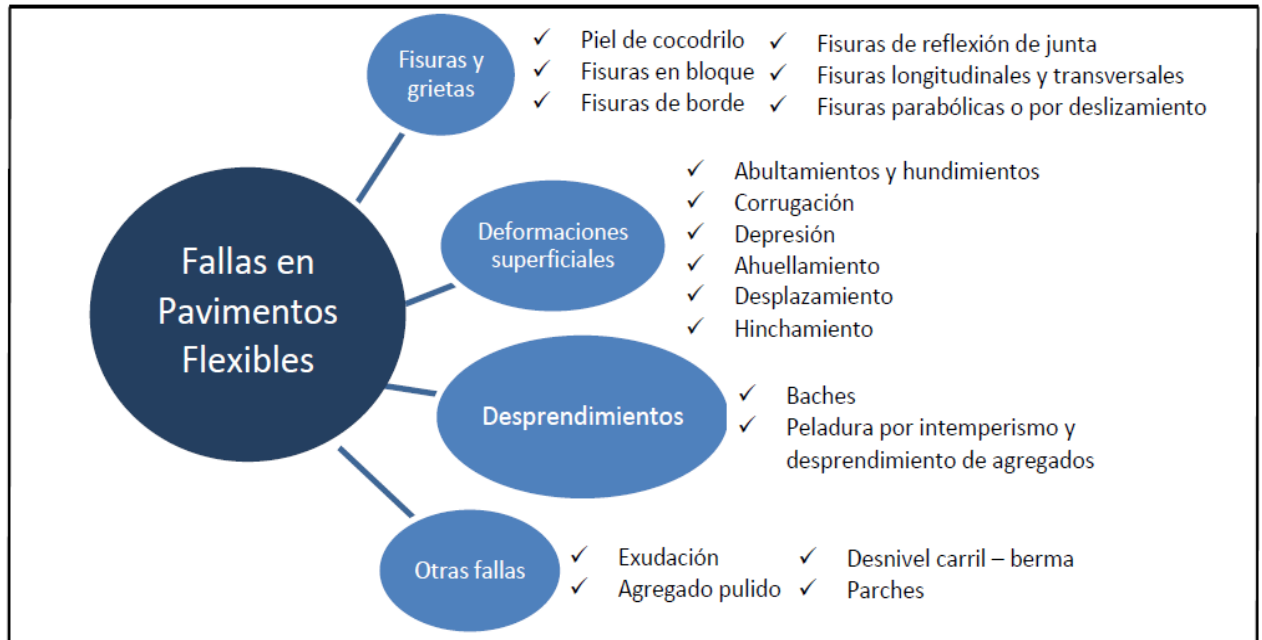 Fallas en
Pavimentos
Flexibles
Fisuras y
grietas
✓ Piel de cocodrilo
✓ Fisuras en bloque
✓ Fisuras de borde
✓ Fisuras de reflexión de junta
✓ Fisuras longitudinales y transversales
✓ Fisuras parabólicas o por deslizamiento
Deformaciones
superficiales
✓ Abultamientos y hundimientos
✓ Corrugación
✓ Depresión
✓ Ahuellamiento
✓ Desplazamiento
✓ Hinchamiento
Desprendimientos
✓ Baches
✓ Peladura por intemperismo y
desprendimiento de agregados
Otras fallas
✓ Exudación
✓ Agregado pulido
✓ Desnivel carril – berma
✓ Parches